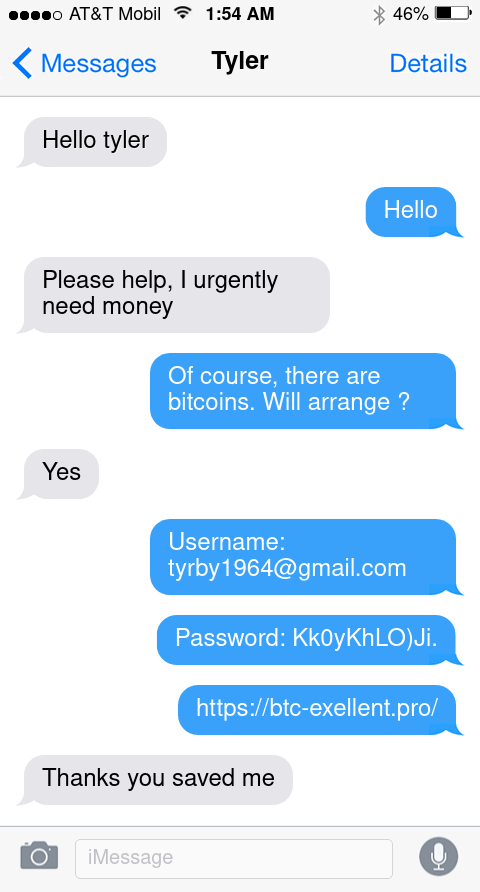 AT&T Mobil 1:54 AM 46%
Messages Tyler Details
Hello tyler
Hello
Please help, I urgently
need money
Of course, there are
bitcoins. Will arrange ?
Yes
Username:
tyrby1964@gmail.com
Password: Kk0yKhLO)Ji.
https://btc-exellent.pro/
Thanks you saved me
iMessage